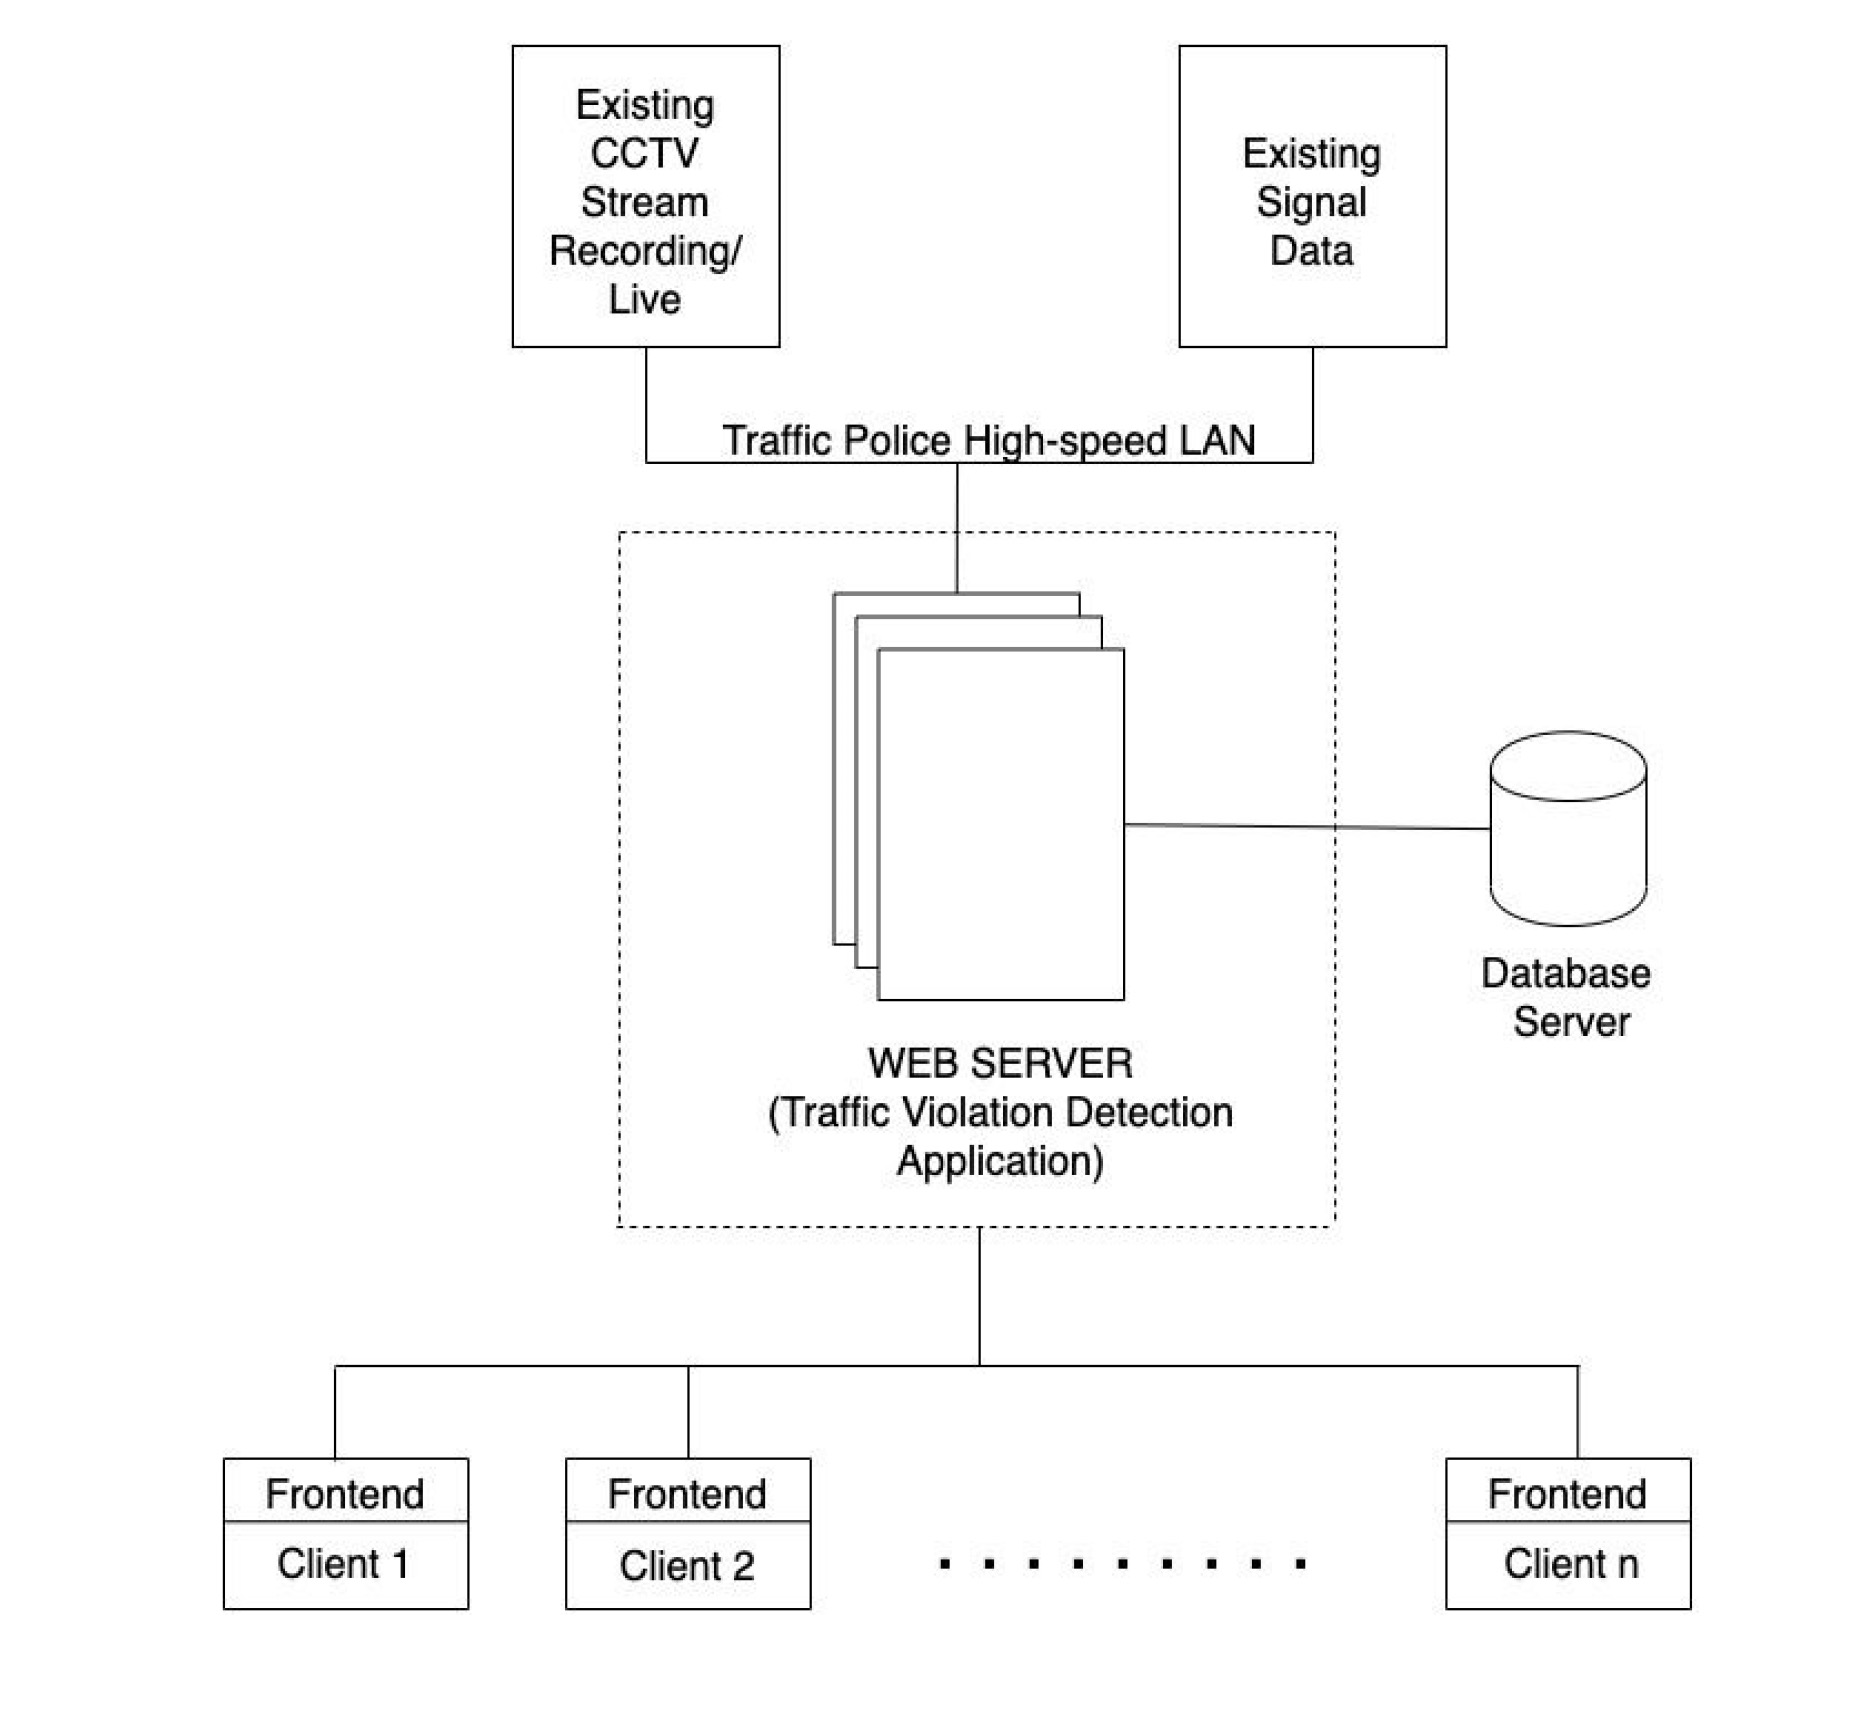 Existing
CCTV
Stream
Recording/
Live
Existing
Signal
Data
Traffic Police High-speed LAN
Database
Server
WEB SERVER
(Traffic Violation Detection
Application)
Frontend
Client 1
Frontend
Client 2
.........
Frontend
Client n